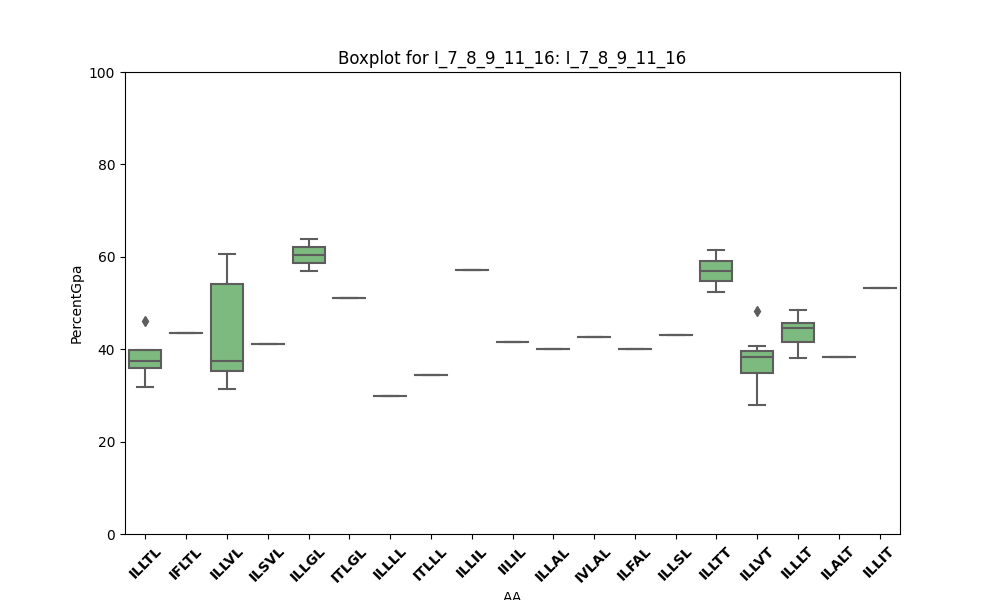 Boxplot for I_7_8_9_11_16: I_7_8_9_11_16
PercentGpa
100
80
60
40
20
0
ILLTL
IFLTL
ILLVL
ILSVL
ILLGL
ITLGL
ILLLL
ITLLL
ILLIL
IILIL
ILLAL
IVLAL
ILFAL
ILLSL
ILLTT
ILLVT
ILLLT
ILALT
ILLIT
AA